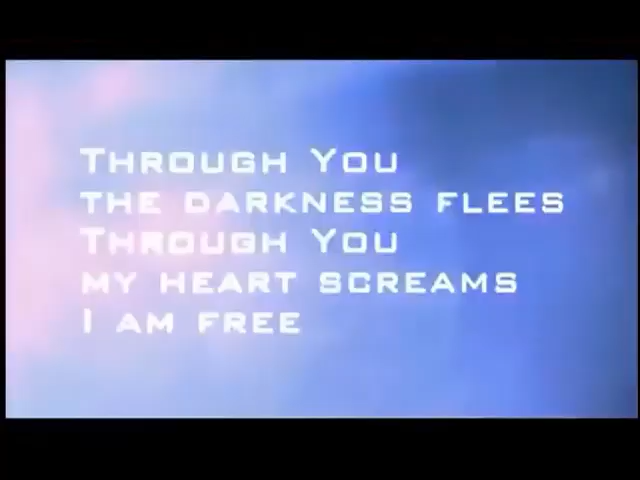 Through You
the darkness flees
Through You
my heart screams
I am free